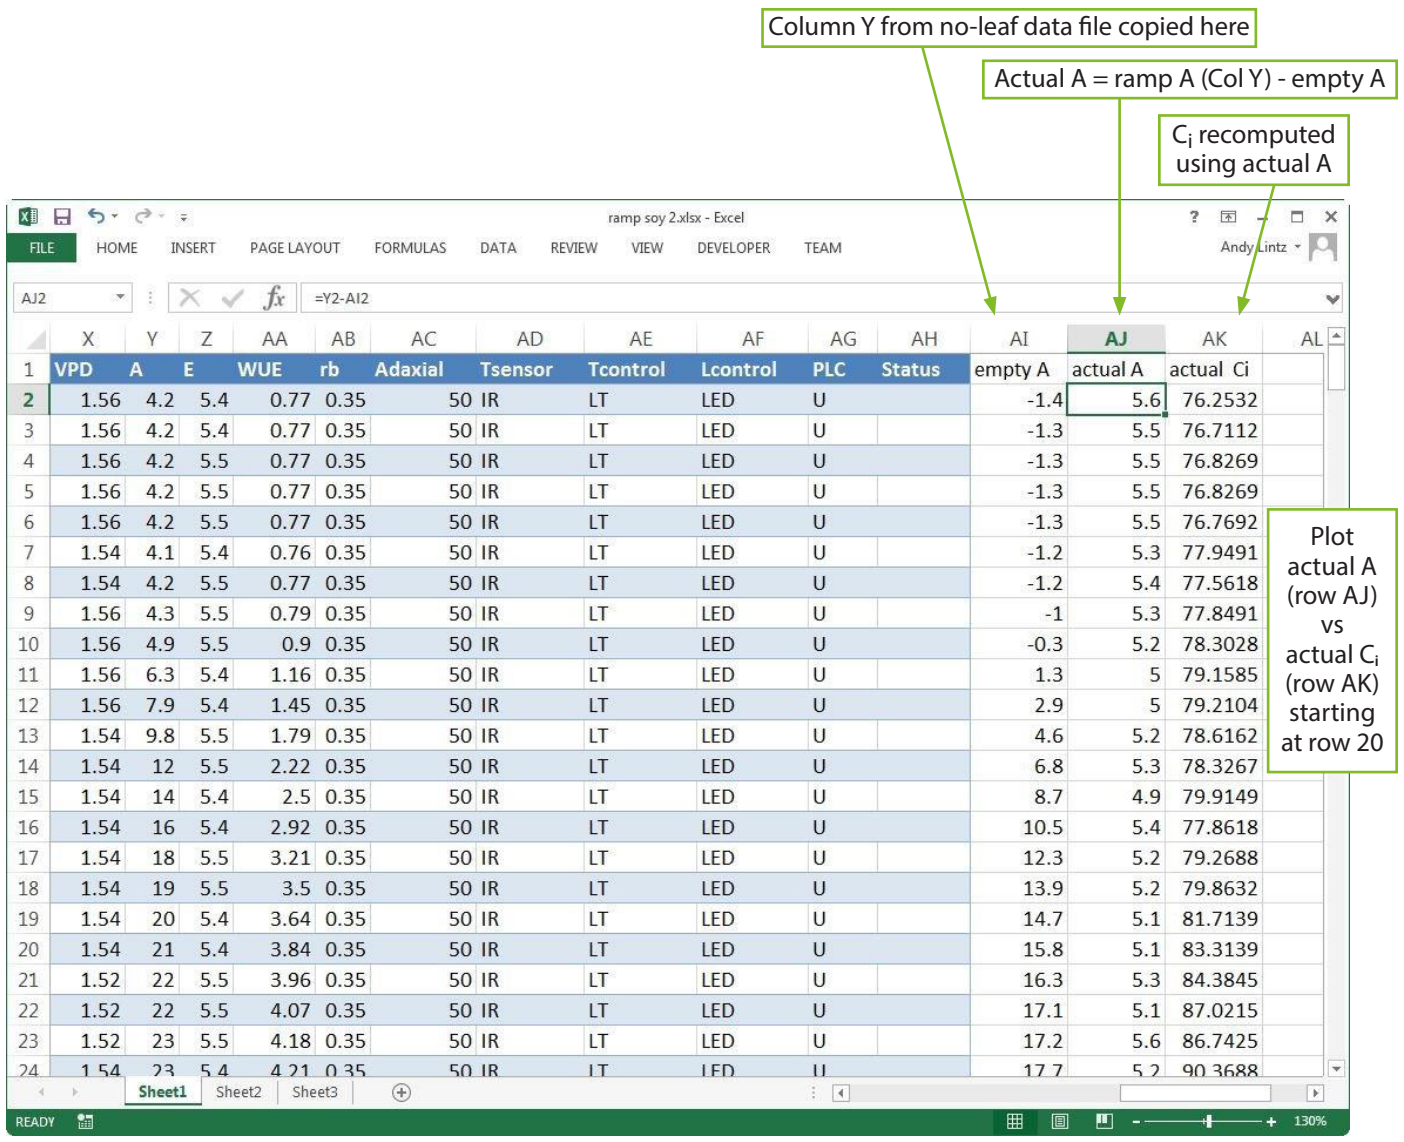 Column Y from no-leaf data file copied here
Actual A = ramp A (Col Y) - empty A
Ci recomputed
using actual A
ramp soy 2.xlsx - Excel
FILE HOME INSERT PAGE LAYOUT FORMULAS DATA REVIEW VIEW DEVELOPER TEAM Andy Lintz
AJ2 fx =Y2-AI2
X Y Z AA AB AC AD AE AF AG AH AI AJ AK AL
1 VPD A E WUE rb Adaxial Tsensor Tcontrol Lcontrol PLC Status empty A actual A actual Ci
2 1.56 4.2 5.4 0.77 0.35 50 IR LT LED U -1.4 5.6 76.2532
3 1.56 4.2 5.4 0.77 0.35 50 IR LT LED U -1.3 5.5 76.7112
4 1.56 4.2 5.5 0.77 0.35 50 IR LT LED U -1.3 5.5 76.8269
5 1.56 4.2 5.5 0.77 0.35 50 IR LT LED U -1.3 5.5 76.8269
6 1.56 4.2 5.5 0.77 0.35 50 IR LT LED U -1.3 5.5 76.7692
7 1.54 4.1 5.4 0.76 0.35 50 IR LT LED U -1.2 5.3 77.9491
8 1.54 4.2 5.5 0.77 0.35 50 IR LT LED U -1.2 5.4 77.5618
9 1.56 4.3 5.5 0.79 0.35 50 IR LT LED U -1 5.3 77.8491
10 1.56 4.9 5.5 0.9 0.35 50 IR LT LED U -0.3 5.2 78.3028
11 1.56 6.3 5.4 1.16 0.35 50 IR LT LED U 1.3 5 79.1585
12 1.56 7.9 5.4 1.45 0.35 50 IR LT LED U 2.9 5 79.2104
13 1.54 9.8 5.5 1.79 0.35 50 IR LT LED U 4.6 5.2 78.6162
14 1.54 12 5.5 2.22 0.35 50 IR LT LED U 6.8 5.3 78.3267
15 1.54 14 5.4 2.5 0.35 50 IR LT LED U 8.7 4.9 79.9149
16 1.54 16 5.4 2.92 0.35 50 IR LT LED U 10.5 5.4 77.8618
17 1.54 18 5.5 3.21 0.35 50 IR LT LED U 12.3 5.2 79.2688
18 1.54 19 5.5 3.5 0.35 50 IR LT LED U 13.9 5.2 79.8632
19 1.54 20 5.4 3.64 0.35 50 IR LT LED U 14.7 5.1 81.7139
20 1.54 21 5.4 3.84 0.35 50 IR LT LED U 15.8 5.1 83.3139
21 1.52 22 5.5 3.96 0.35 50 IR LT LED U 16.3 5.3 84.3845
22 1.52 22 5.5 4.07 0.35 50 IR LT LED U 17.1 5.1 87.0215
23 1.52 23 5.5 4.18 0.35 50 IR LT LED U 17.2 5.6 86.7425
24 1.54 23 5.4 4.21 0.35 50 IR LT LED U 17.7 5.2 90.3688
Plot
actual A
(row AJ)
vs
actual Ci
(row AK)
starting
at row 20
Sheet1 Sheet2 Sheet3
READY 130%